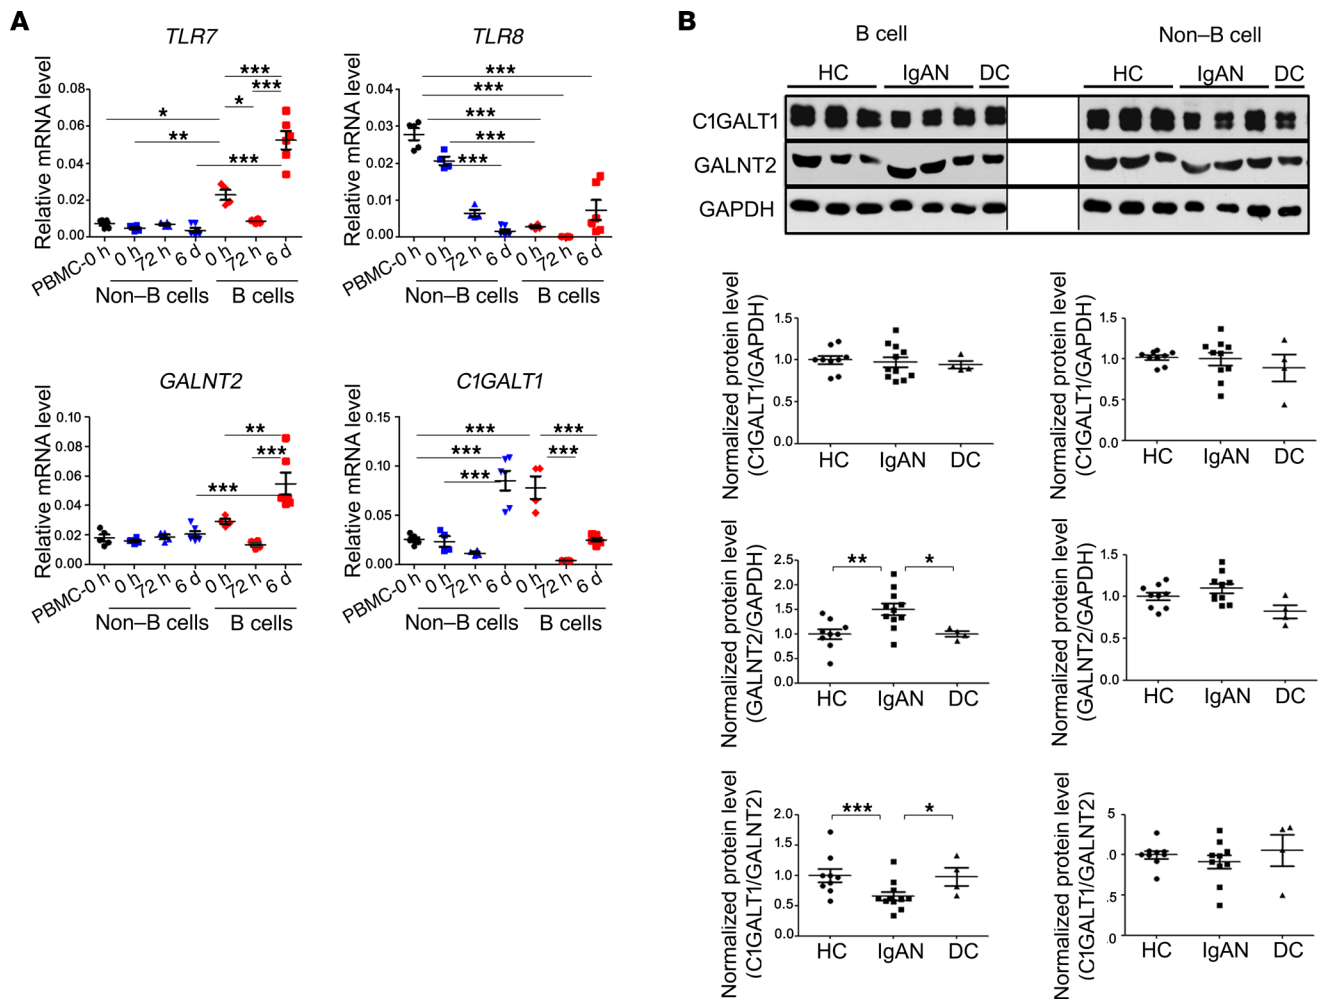 A
TLR7
Relative mRNA level
0.08
0.06
0.04
0.02
0.00
***
***
*
*
**
***
PBMC-0 h
0 h
72 h
6 d
0 h
72 h
6 d
Non–B cells
B cells
TLR8
Relative mRNA level
0.04
0.03
0.02
0.01
0.00
***
***
***
***
***
PBMC-0 h
0 h
72 h
6 d
0 h
72 h
6 d
Non–B cells
B cells
GALNT2
Relative mRNA level
0.10
0.08
0.06
0.04
0.02
0.00
**
***
***
PBMC-0 h
0 h
72 h
6 d
0 h
72 h
6 d
Non–B cells
B cells
C1GALT1
Relative mRNA level
0.15
0.10
0.05
0.00
***
***
***
***
***
PBMC-0 h
0 h
72 h
6 d
0 h
72 h
6 d
Non–B cells
B cells
B
B cell
Non–B cell
HC
IgAN
DC
HC
IgAN
DC
C1GALT1
GALNT2
GAPDH
Normalized protein level
(C1GALT1/GAPDH)
1.5
1.0
0.5
0.0
HC
IgAN
DC
Normalized protein level
(C1GALT1/GAPDH)
1.5
1.0
0.5
0.0
HC
IgAN
DC
Normalized protein level
(GALNT2/GAPDH)
2.5
2.0
1.5
1.0
0.5
0.0
**
*
HC
IgAN
DC
Normalized protein level
(GALNT2/GAPDH)
1.5
1.0
0.5
0.0
HC
IgAN
DC
Normalized protein level
(C1GALT1/GALNT2)
2.0
1.5
1.0
0.5
0.0
***
*
HC
IgAN
DC
Normalized protein level
(C1GALT1/GALNT2)
5
.0
.5
.0
HC
IgAN
DC